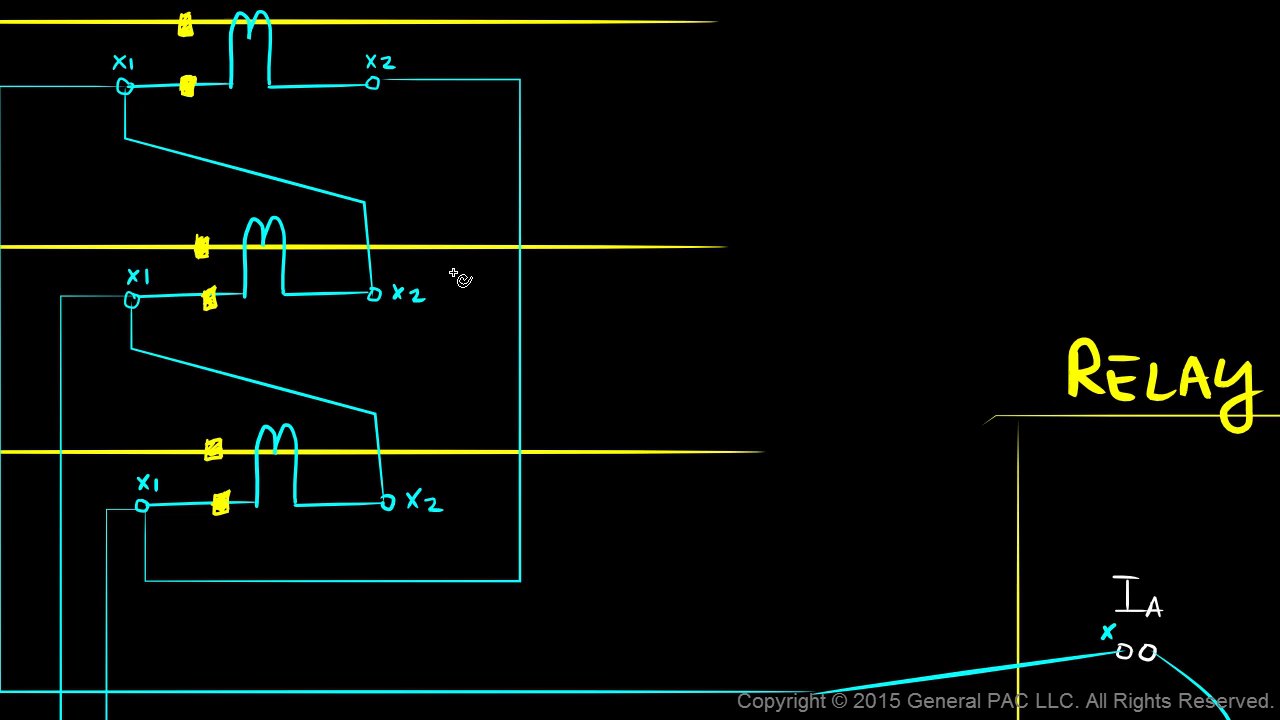 X1 X2
X1 X2
RELAY
X1 X2
IA
x
Copyright © 2015 General PAC LLC. All Rights Reserved.